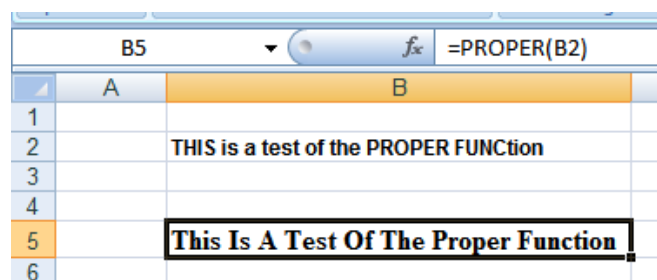 B5 fx =PROPER(B2)
A B
1
2 THIS is a test of the PROPER FUNCtion
3
4
5 This Is A Test Of The Proper Function
6